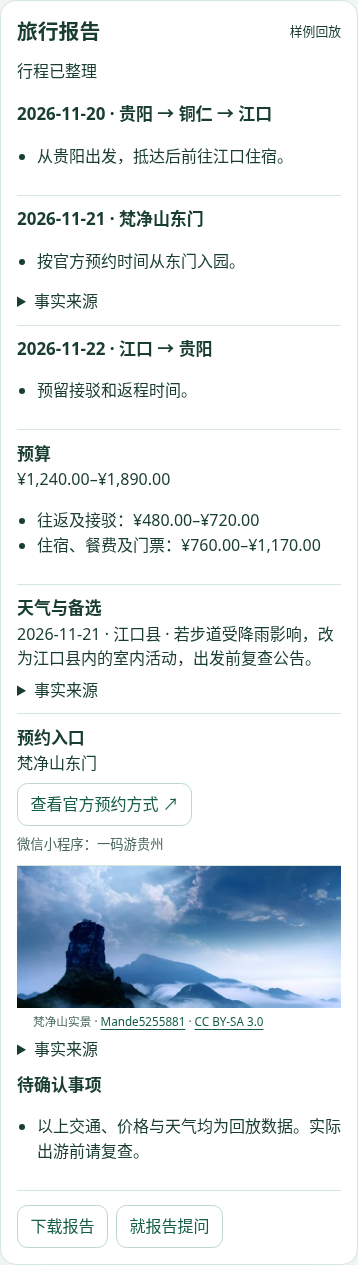 旅行报告
样例回放
行程已整理
2026-11-20 · 贵阳 → 铜仁 → 江口
• 从贵阳出发，抵达后前往江口住宿。
2026-11-21 · 梵净山东门
• 按官方预约时间从东门入园。
▶ 事实来源
2026-11-22 · 江口 → 贵阳
• 预留接驳和返程时间。
预算
¥1,240.00–¥1,890.00
• 往返及接驳：¥480.00–¥720.00
• 住宿、餐费及门票：¥760.00–¥1,170.00
天气与备选
2026-11-21 · 江口县 · 若步道受降雨影响，改
为江口县内的室内活动，出发前复查公告。
▶ 事实来源
预约入口
梵净山东门
查看官方预约方式 ↗
微信小程序：一码游贵州
梵净山实景 · Mande5255881 · CC BY-SA 3.0
▶ 事实来源
待确认事项
• 以上交通、价格与天气均为回放数据。实际
出游前请复查。
下载报告
就报告提问